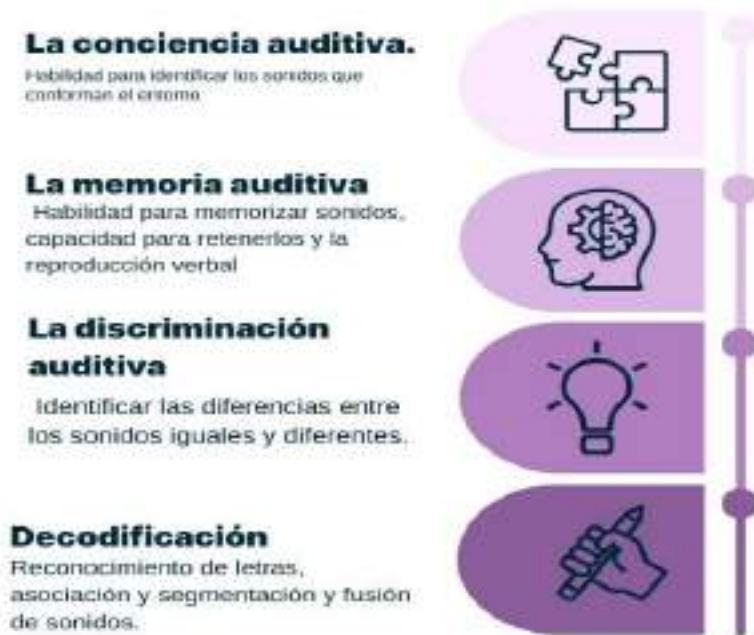 La conciencia auditiva.
Habilidad para identificar los sonidos que
conforman el entorno
La memoria auditiva
Habilidad para memorizar sonidos,
capacidad para retenerlos y la
reproducción verbal
La discriminación
auditiva
Identificar las diferencias entre
los sonidos iguales y diferentes.
Decodificación
Reconocimiento de letras,
asociación y segmentación y fusión
de sonidos.